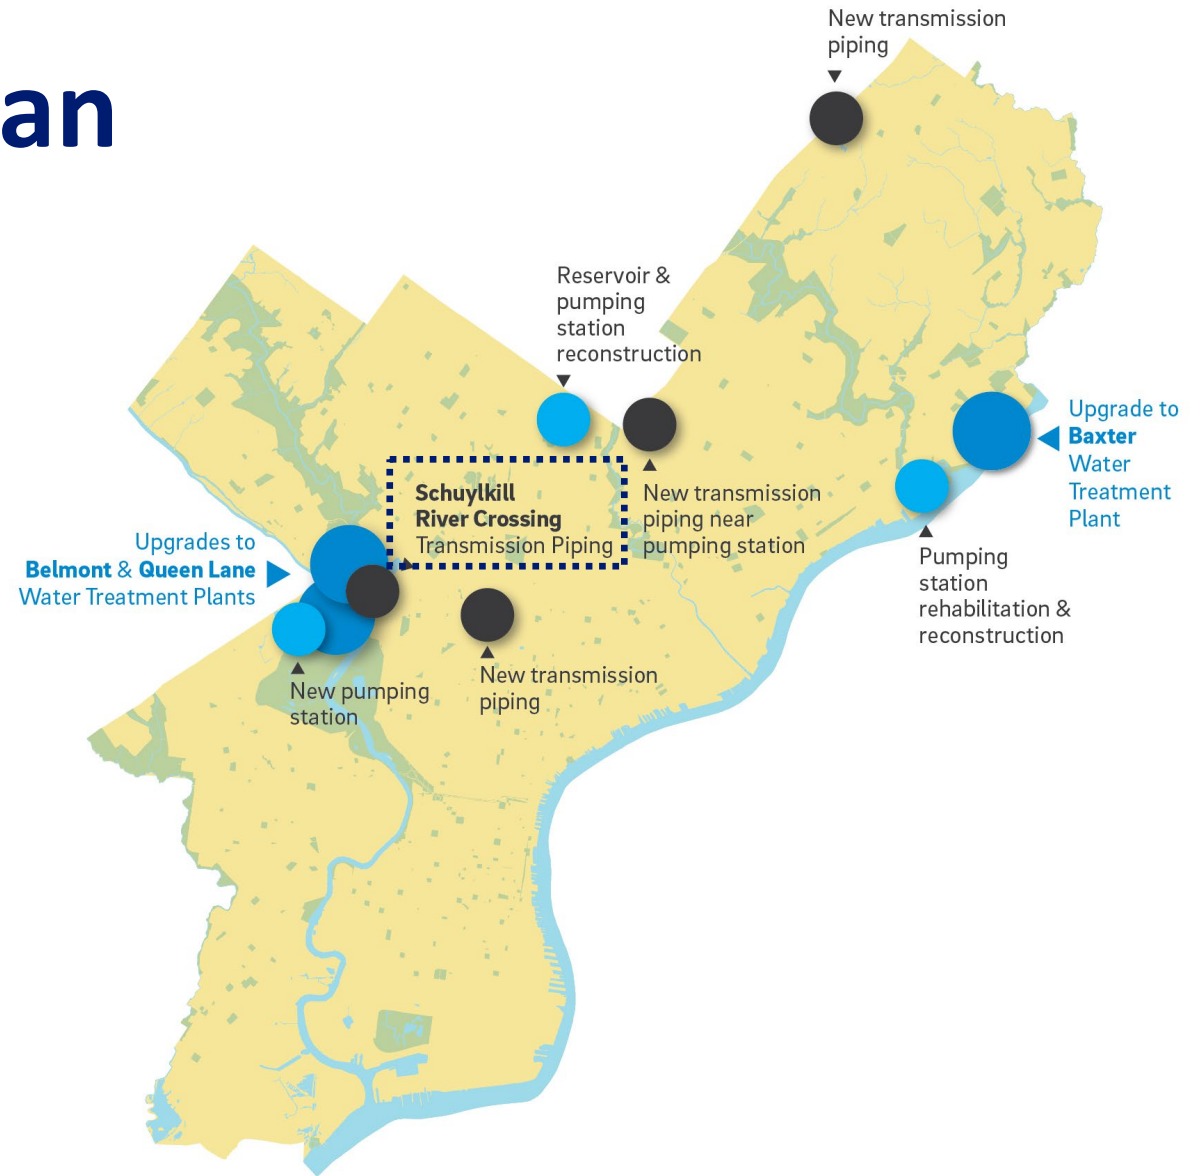 an
New transmission
piping
Reservoir &
pumping
station
reconstruction
Upgrade to
Baxter
Water
Treatment
Plant
Schuylkill
River Crossing
Transmission Piping
New transmission
piping near
pumping station
Upgrades to
Belmont & Queen Lane
Water Treatment Plants
Pumping
station
rehabilitation &
reconstruction
New transmission
piping
New pumping
station